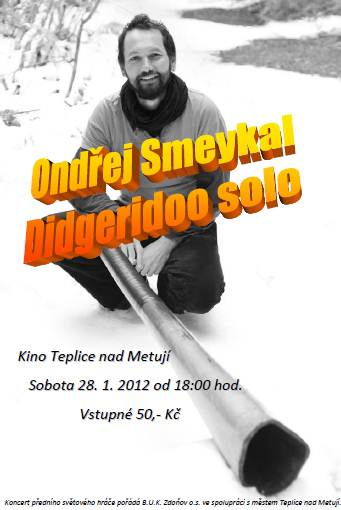 Ondřej Smeykal
Didgeridoo solo
Kino Teplice nad Metují
Sobota 28. 1. 2012 od 18:00 hod.
Vstupné 50,- Kč
Koncert předního světového hráče pořádá B.U.K. Zdoňov o.s. ve spolupráci s městem Teplice nad Metují.